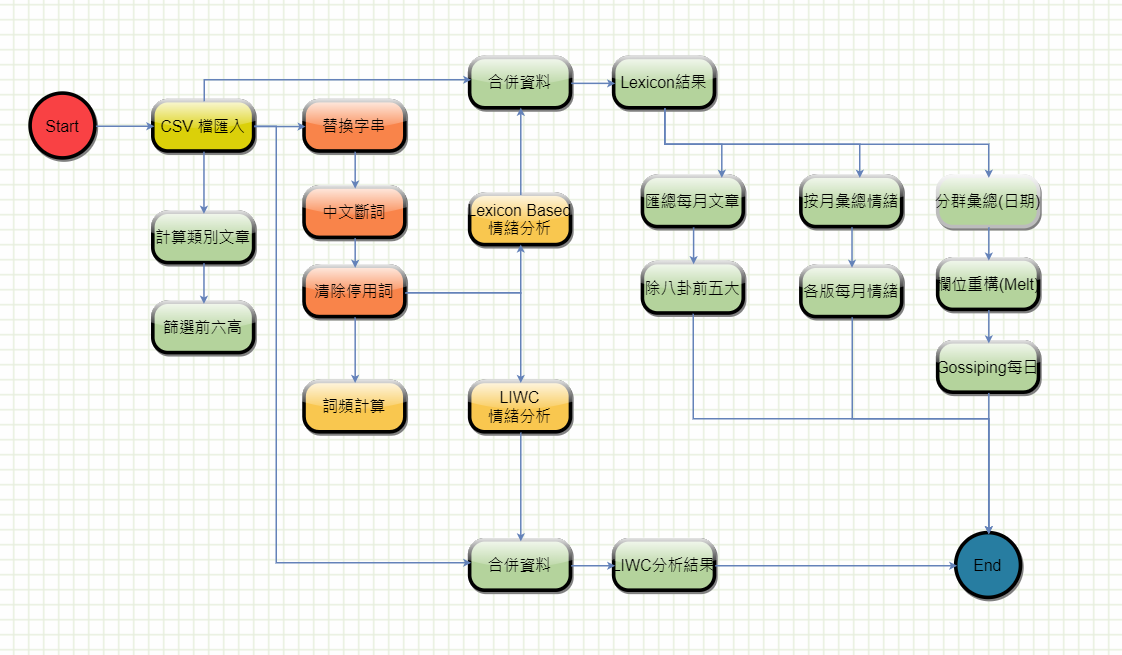 Start
CSV 檔匯入
計算類別文章
篩選前六高
替換字串
中文斷詞
清除停用詞
詞頻計算
合併資料
Lexicon Based
情緒分析
LIWC
情緒分析
合併資料
Lexicon結果
LIWC分析結果
匯總每月文章
除八卦前五大
按月彙總情緒
各版每月情緒
分群彙總(日期)
欄位重構(Melt)
Gossiping每日
End